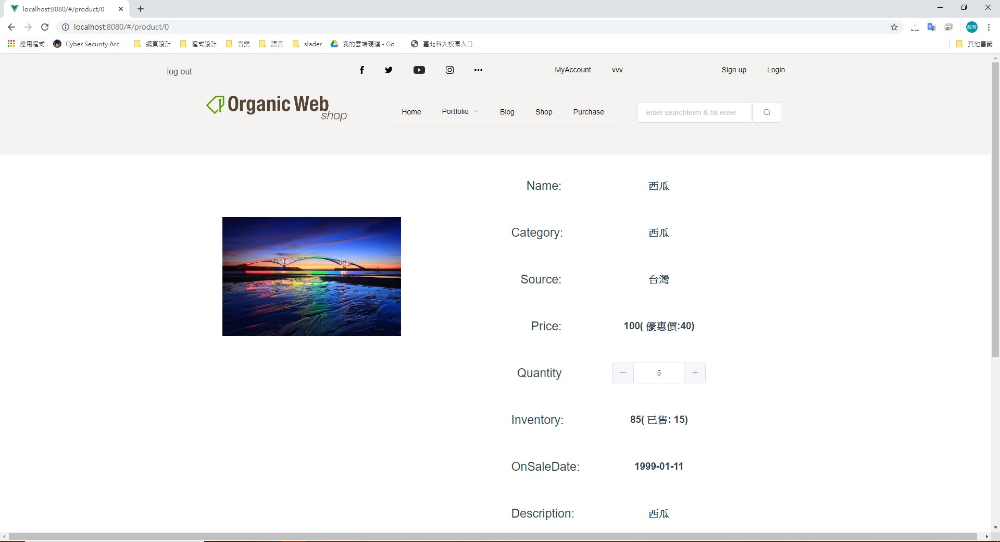 localhost:8080/#/product/0
localhost:8080/#/product/0
No ads
政哲
應用程式
Cyber Security Arc...
網頁設計
程式設計
音樂
語言
slader
我的雲端硬碟 - Go...
臺北科大校園入口...
其他書籤
log out
MyAccount
vvv
Sign up
Login
Organic Web
shop
Home
Portfolio
Blog
Shop
Purchase
enter searchterm & hit enter
Name: 西瓜
Category: 西瓜
Source: 台灣
Price: 100( 優惠價:40)
Quantity 5
Inventory: 85( 已售: 15)
OnSaleDate: 1999-01-11
Description: 西瓜